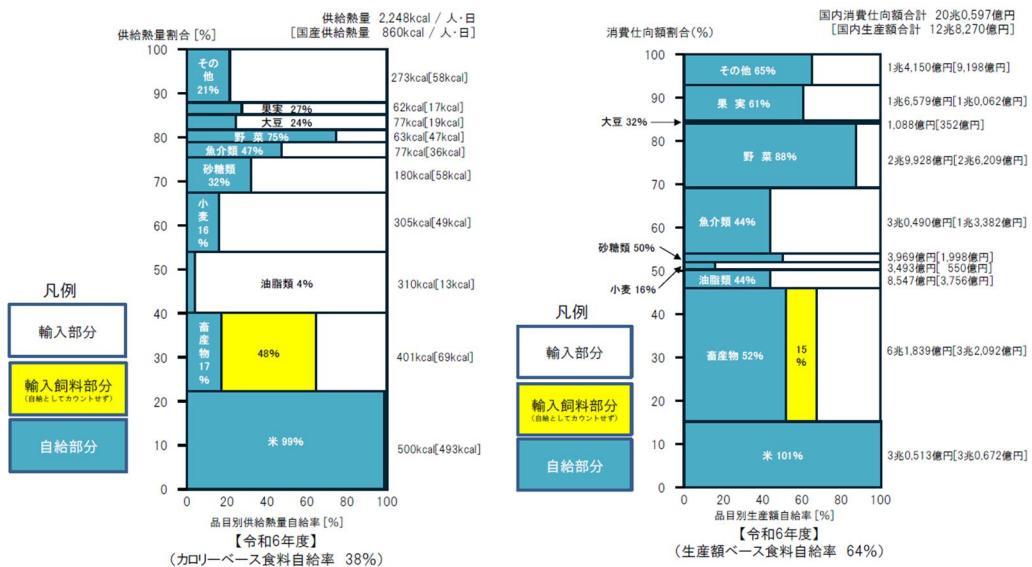 供給熱量 2,248kcal / 人・日
[国産供給熱量 860kcal / 人・日]
供給熱量割合 [%]
100
90
80
70
60
50
40
30
20
10
0
その他 21%
273kcal[58kcal]
果実 27%
62kcal[17kcal]
大豆 24%
77kcal[19kcal]
野菜 75%
63kcal[47kcal]
魚介類 47%
77kcal[36kcal]
砂糖類 32%
180kcal[58kcal]
小麦 16%
305kcal[49kcal]
油脂類 4%
310kcal[13kcal]
畜産物 17%
48%
401kcal[69kcal]
米 99%
500kcal[493kcal]
0 20 40 60 80 100
品目別供給熱量自給率 [%]
【令和6年度】
(カロリーベース食料自給率 38%)
凡例
輸入部分
輸入飼料部分
(自給としてカウントせず)
自給部分
国内消費仕向額合計 20兆0,597億円
[国内生産額合計 12兆8,270億円]
消費仕向額割合(%)
100
90
80
70
60
50
40
30
20
10
0
その他 65%
1兆4,150億円[9,198億円]
果実 61%
1兆6,579億円[1兆0,062億円]
大豆 32%
1,088億円[352億円]
野菜 88%
2兆9,928億円[2兆6,209億円]
魚介類 44%
3兆0,490億円[1兆3,382億円]
砂糖類 50%
3,969億円[1,998億円]
小麦 16%
3,493億円[ 550億円]
油脂類 44%
8,547億円[3,756億円]
畜産物 52%
15%
6兆1,839億円[3兆2,092億円]
米 101%
3兆0,513億円[3兆0,672億円]
0 20 40 60 80 100
品目別生産額自給率 [%]
【令和6年度】
(生産額ベース食料自給率 64%)
凡例
輸入部分
輸入飼料部分
(自給としてカウントせず)
自給部分